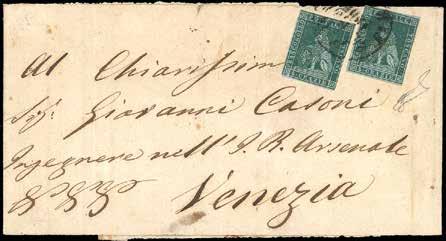 Al Chiarissimo
Sig. Giovanni Casoni
Ingegnere nell' I. R. Arsenale
Venezia